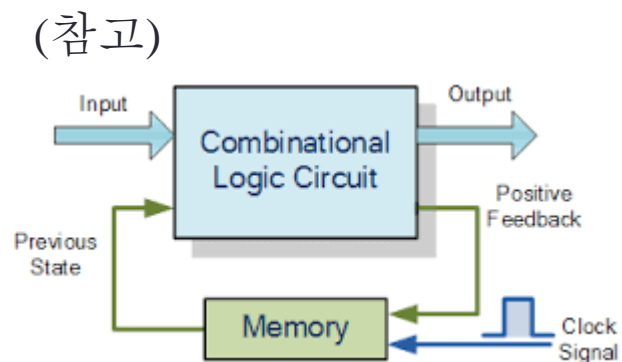 (참고)
Input
Output
Combinational
Logic Circuit
Positive
Feedback
Previous
State
Memory
Clock
Signal